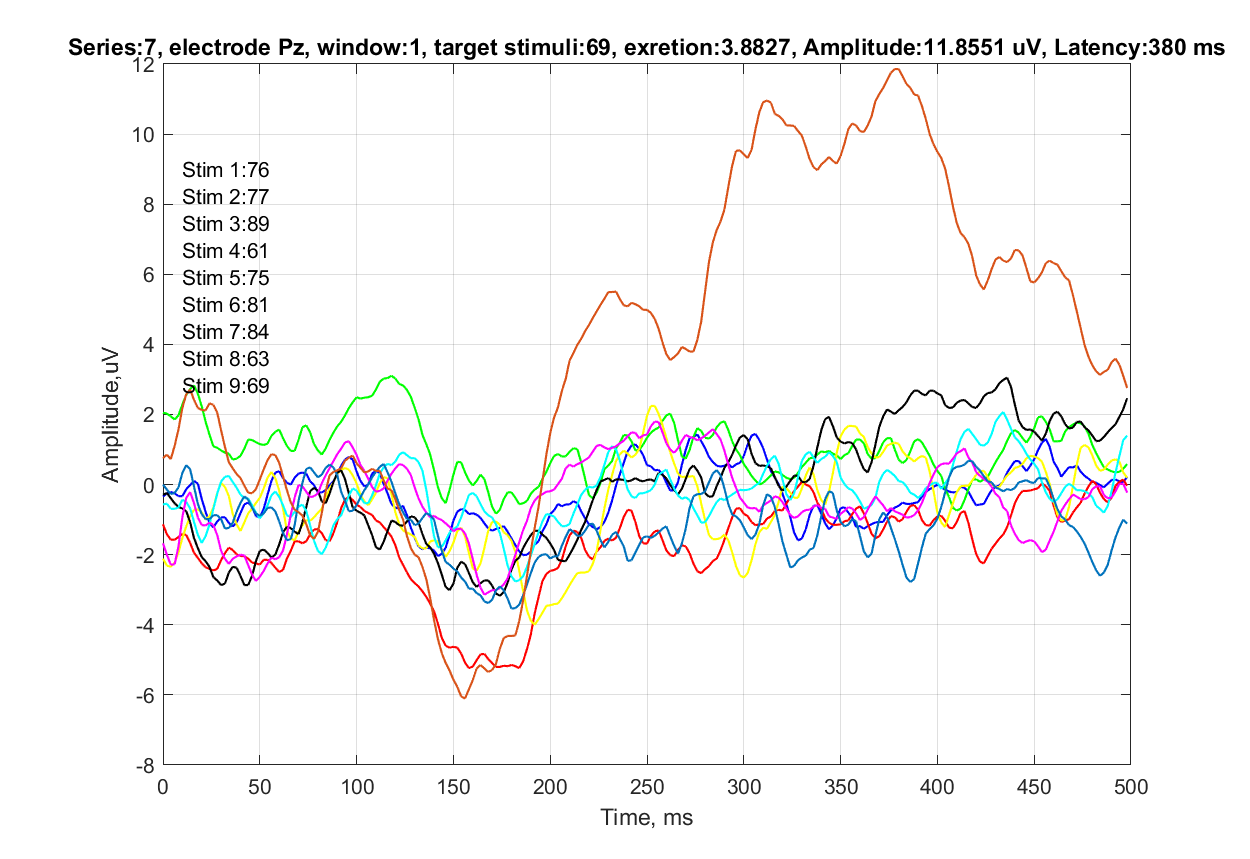 Series:7, electrode Pz, window:1, target stimuli:69, exretion:3.8827, Amplitude:11.8551 uV, Latency:380 ms
12
10
8
6
4
2
0
-2
-4
-6
-8
Amplitude,uV
Stim 1:76
Stim 2:77
Stim 3:89
Stim 4:61
Stim 5:75
Stim 6:81
Stim 7:84
Stim 8:63
Stim 9:69
0 50 100 150 200 250 300 350 400 450 500
Time, ms